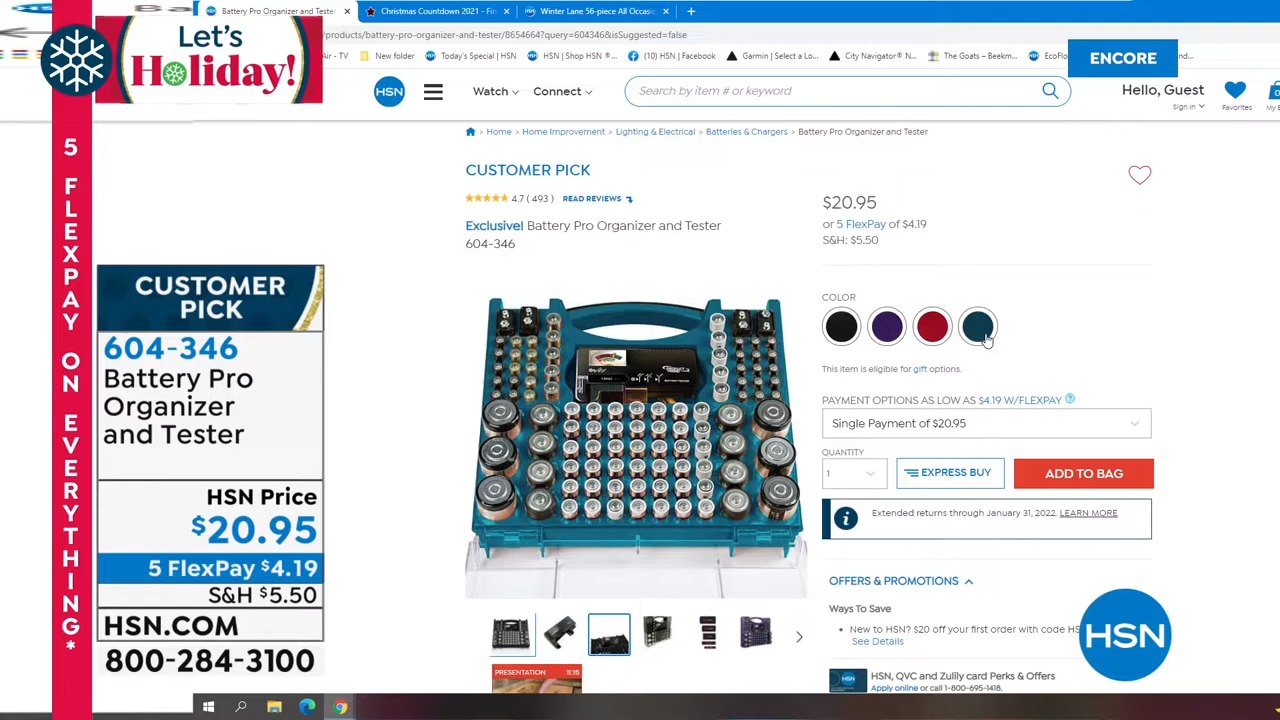 Battery Pro Organizer and Tester
Christmas Countdown 2021 - Fin
Winter Lane 56-piece All Occasio
/products/battery-pro-organizer-and-tester/8654664?query=604346&isSuggested=false
Air - TV
New folder
Today's Special | HSN
HSN | Shop HSN ®...
(10) HSN | Facebook
Garmin | Select a Lo...
City Navigator® N...
The Goats – Beekm...
EcoFlo
Let's
Holiday!
ENCORE
HSN
Watch
Connect
Search by item # or keyword
Hello, Guest
Sign in
Favorites
0
My B
5 FLEXPAY ON EVERYTHING*
Home > Home Improvement > Lighting & Electrical > Batteries & Chargers > Battery Pro Organizer and Tester
CUSTOMER PICK
4.7 ( 493 ) READ REVIEWS
Exclusive! Battery Pro Organizer and Tester
604-346
$20.95
or 5 FlexPay of $4.19
S&H: $5.50
COLOR
This item is eligible for gift options.
PAYMENT OPTIONS AS LOW AS $4.19 W/FLEXPAY
Single Payment of $20.95
QUANTITY
1
EXPRESS BUY
ADD TO BAG
Extended returns through January 31, 2022. LEARN MORE
OFFERS & PROMOTIONS
Ways To Save
• New to HSN? $20 off your first order with code HS
See Details
HSN, QVC and Zulily card Perks & Offers
Apply online or call 1-800-695-1418.
HSN
PRESENTATION 11:15
CUSTOMER
PICK
604-346
Battery Pro
Organizer
and Tester
HSN Price
$20.95
5 FlexPay $4.19
S&H $5.50
HSN.COM
800-284-3100